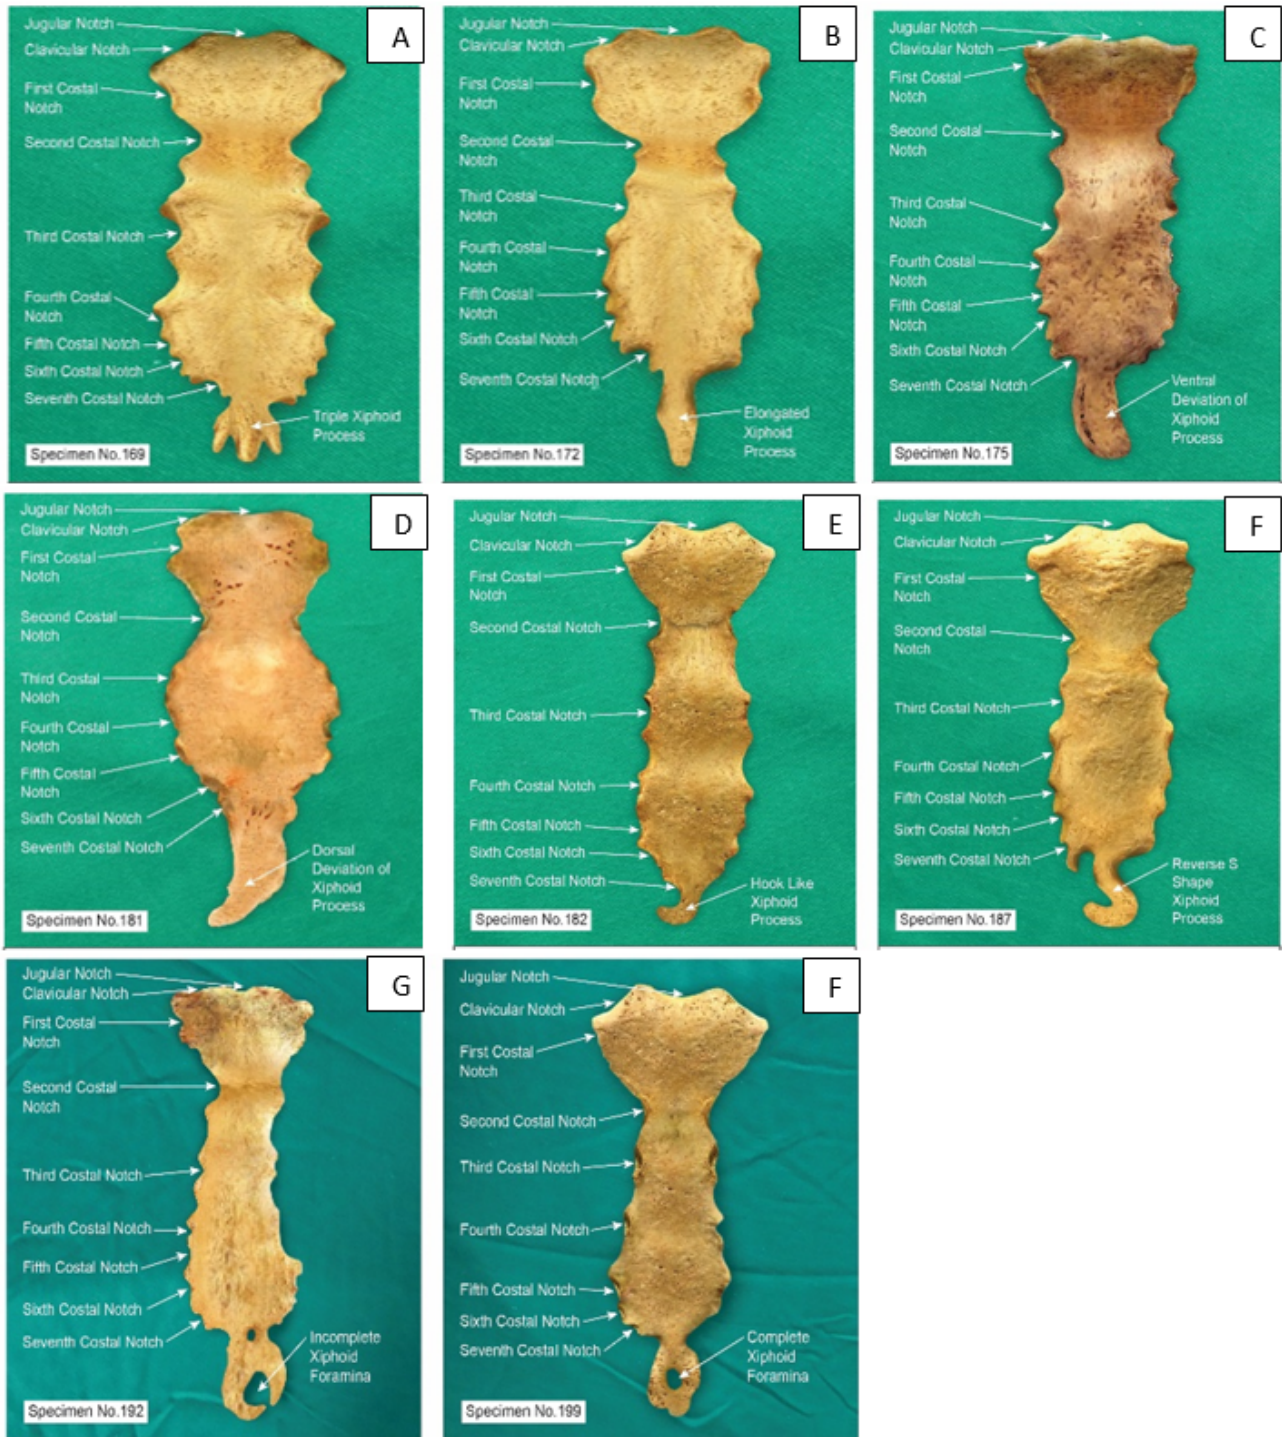 A
Jugular Notch
Clavicular Notch
First Costal
Notch
Second Costal Notch
Third Costal Notch
Fourth Costal
Notch
Fifth Costal Notch
Sixth Costal Notch
Seventh Costal Notch
Triple Xiphoid
Process
Specimen No.169
B
Jugular Notch
Clavicular Notch
First Costal
Notch
Second Costal
Notch
Third Costal
Notch
Fourth Costal
Notch
Fifth Costal
Notch
Sixth Costal Notch
Seventh Costal Notch
Elongated
Xiphoid
Process
Specimen No.172
C
Jugular Notch
Clavicular Notch
First Costal
Notch
Second Costal
Notch
Third Costal
Notch
Fourth Costal
Notch
Fifth Costal
Notch
Sixth Costal Notch
Seventh Costal Notch
Ventral
Deviation of
Xiphoid
Process
Specimen No.175
D
Jugular Notch
Clavicular Notch
First Costal
Notch
Second Costal
Notch
Third Costal
Notch
Fourth Costal
Notch
Fifth Costal
Notch
Sixth Costal Notch
Seventh Costal Notch
Dorsal
Deviation of
Xiphoid
Process
Specimen No.181
E
Jugular Notch
Clavicular Notch
First Costal
Notch
Second Costal Notch
Third Costal Notch
Fourth Costal Notch
Fifth Costal Notch
Sixth Costal Notch
Seventh Costal Notch
Hook Like
Xiphoid
Process
Specimen No.182
F
Jugular Notch
Clavicular Notch
First Costal
Notch
Second Costal
Notch
Third Costal Notch
Fourth Costal Notch
Fifth Costal Notch
Sixth Costal Notch
Seventh Costal Notch
Reverse S
Shape
Xiphoid
Process
Specimen No.187
G
Jugular Notch
Clavicular Notch
First Costal
Notch
Second Costal
Notch
Third Costal Notch
Fourth Costal Notch
Fifth Costal Notch
Sixth Costal Notch
Seventh Costal Notch
Incomplete
Xiphoid
Foramina
Specimen No.192
F
Jugular Notch
Clavicular Notch
First Costal
Notch
Second Costal Notch
Third Costal Notch
Fourth Costal Notch
Fifth Costal Notch
Sixth Costal Notch
Seventh Costal Notch
Complete
Xiphoid
Foramina
Specimen No.199